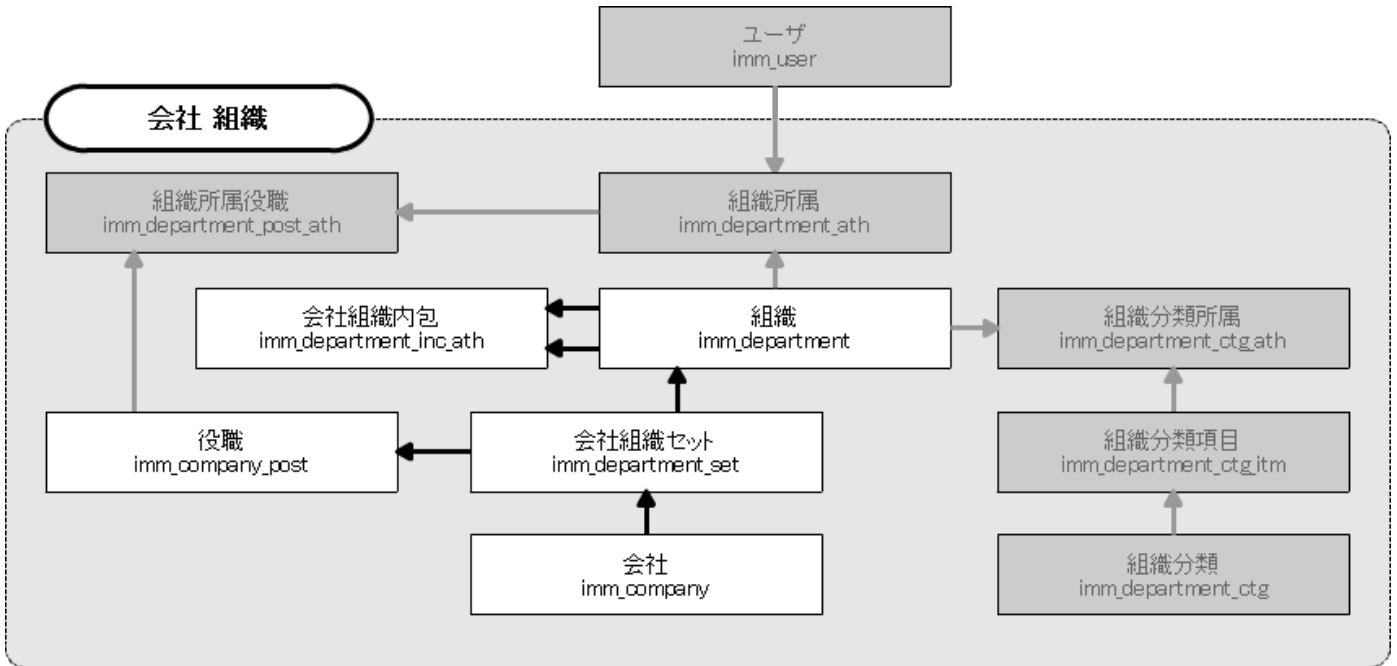 ユーザ
imm_user
会社 組織
組織所属役職
imm_department_post_ath
組織所属
imm_department_ath
会社組織内包
imm_department_inc_ath
組織
imm_department
組織分類所属
imm_department_ctg_ath
役職
imm_company_post
会社組織セット
imm_department_set
組織分類項目
imm_department_ctg_itm
会社
imm_company
組織分類
imm_department_ctg